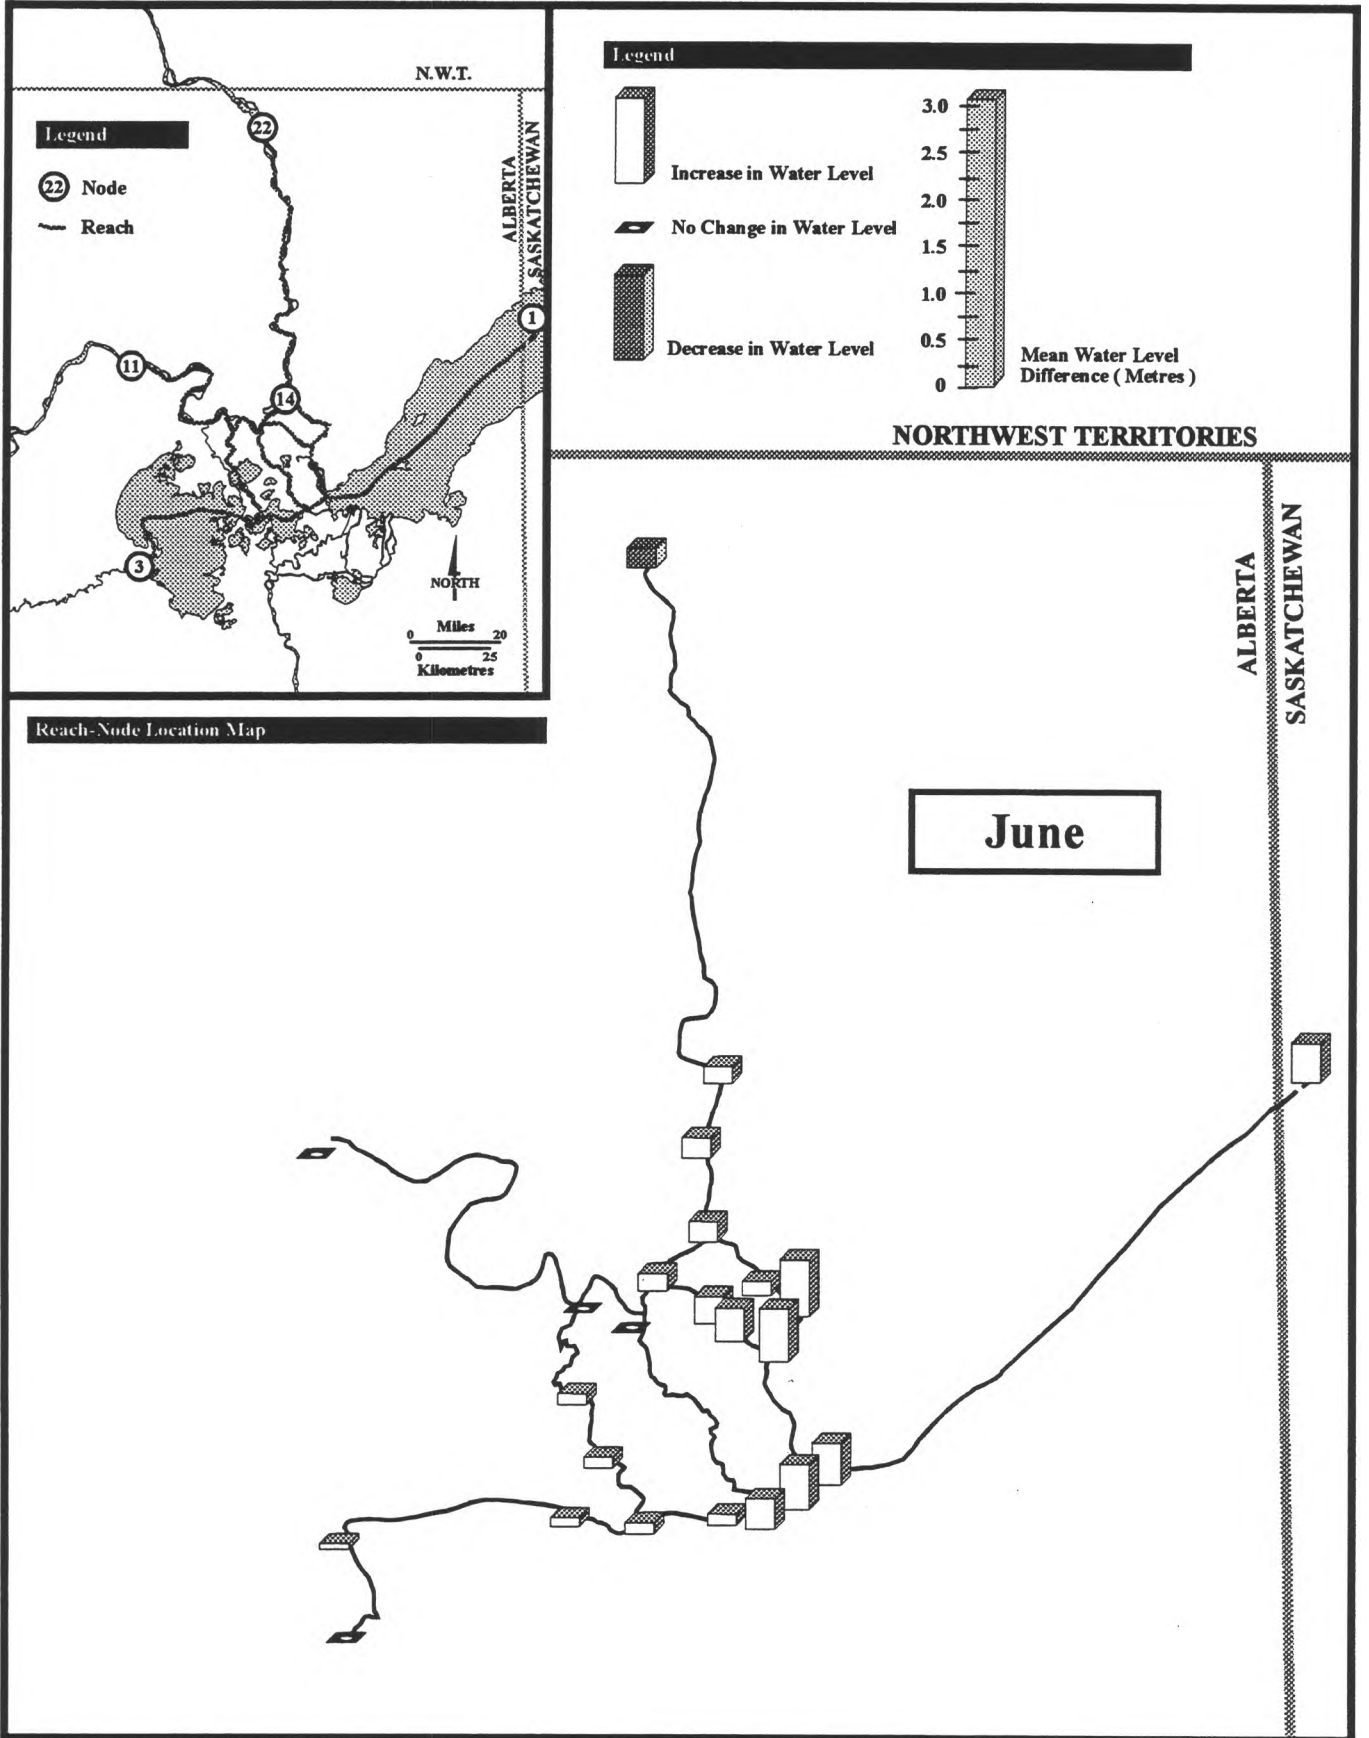 N.W.T.
Legend
22
22 Node
Reach
ALBERTA
SASKATCHEWAN
1
11
14
3
NORTH
Miles
0 20
0 25
Kilometres
Reach-Node Location Map
Legend
Increase in Water Level
No Change in Water Level
Decrease in Water Level
3.0
2.5
2.0
1.5
1.0
0.5
0
Mean Water Level
Difference ( Metres )
NORTHWEST TERRITORIES
ALBERTA
SASKATCHEWAN
June